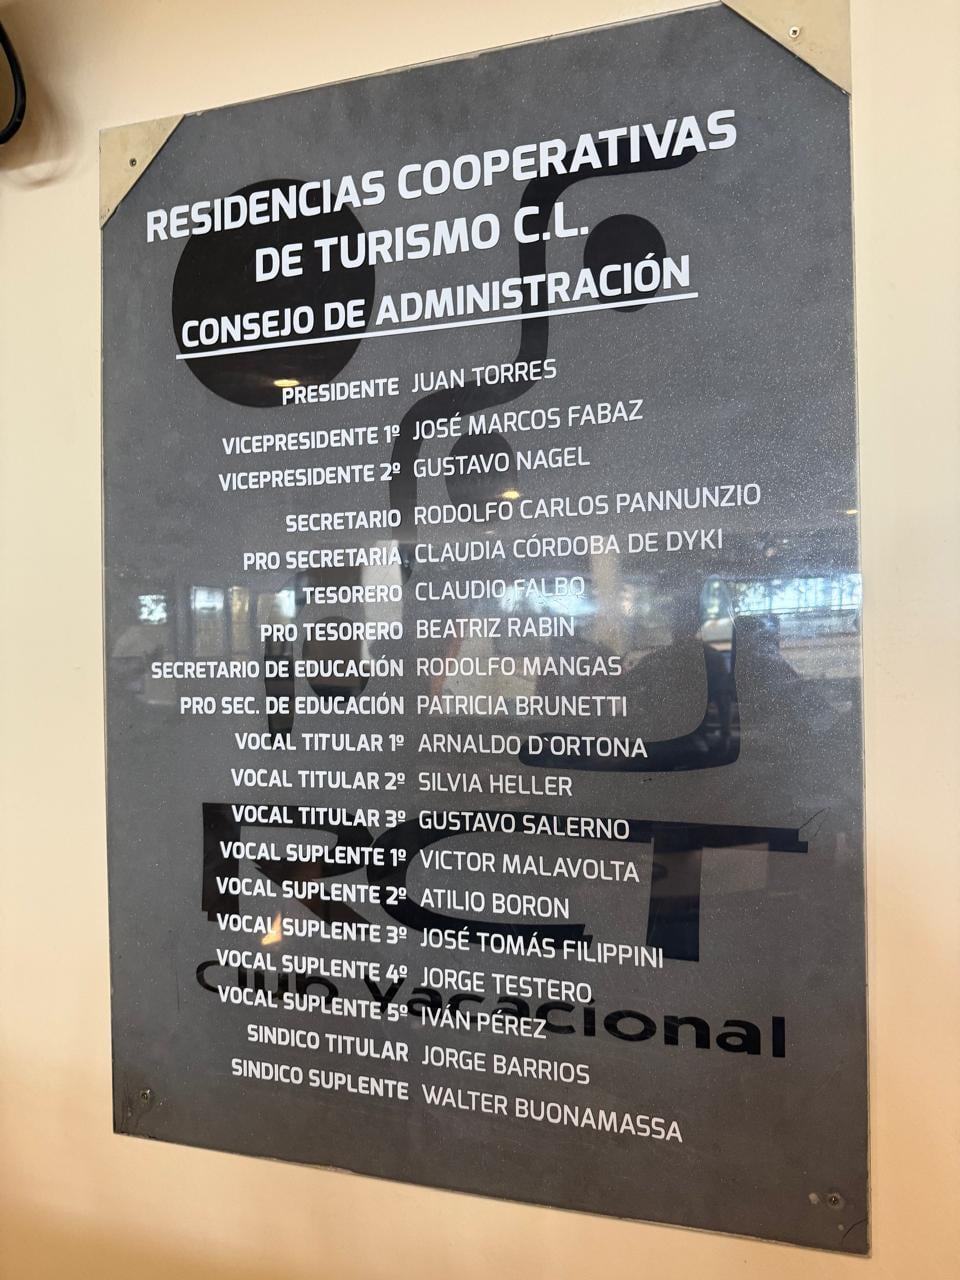 RESIDENCIAS COOPERATIVAS
DE TURISMO C.L.
CONSEJO DE ADMINISTRACIÓN
PRESIDENTE JUAN TORRES
VICEPRESIDENTE 1º JOSÉ MARCOS FABAZ
VICEPRESIDENTE 2º GUSTAVO NAGEL
SECRETARIO RODOLFO CARLOS PANNUNZIO
PRO SECRETARIA CLAUDIA CÓRDOBA DE DYKI
TESORERO CLAUDIO FALBO
PRO TESORERO BEATRIZ RABIN
SECRETARIO DE EDUCACIÓN RODOLFO MANGAS
PRO SEC. DE EDUCACIÓN PATRICIA BRUNETTI
VOCAL TITULAR 1º ARNALDO D´ORTONA
VOCAL TITULAR 2º SILVIA HELLER
VOCAL TITULAR 3º GUSTAVO SALERNO
VOCAL SUPLENTE 1º VICTOR MALAVOLTA
VOCAL SUPLENTE 2º ATILIO BORON
VOCAL SUPLENTE 3º JOSÉ TOMÁS FILIPPINI
VOCAL SUPLENTE 4º JORGE TESTERO
VOCAL SUPLENTE 5º IVÁN PÉREZ
SINDICO TITULAR JORGE BARRIOS
SINDICO SUPLENTE WALTER BUONAMASSA
RCT
Club Vacacional